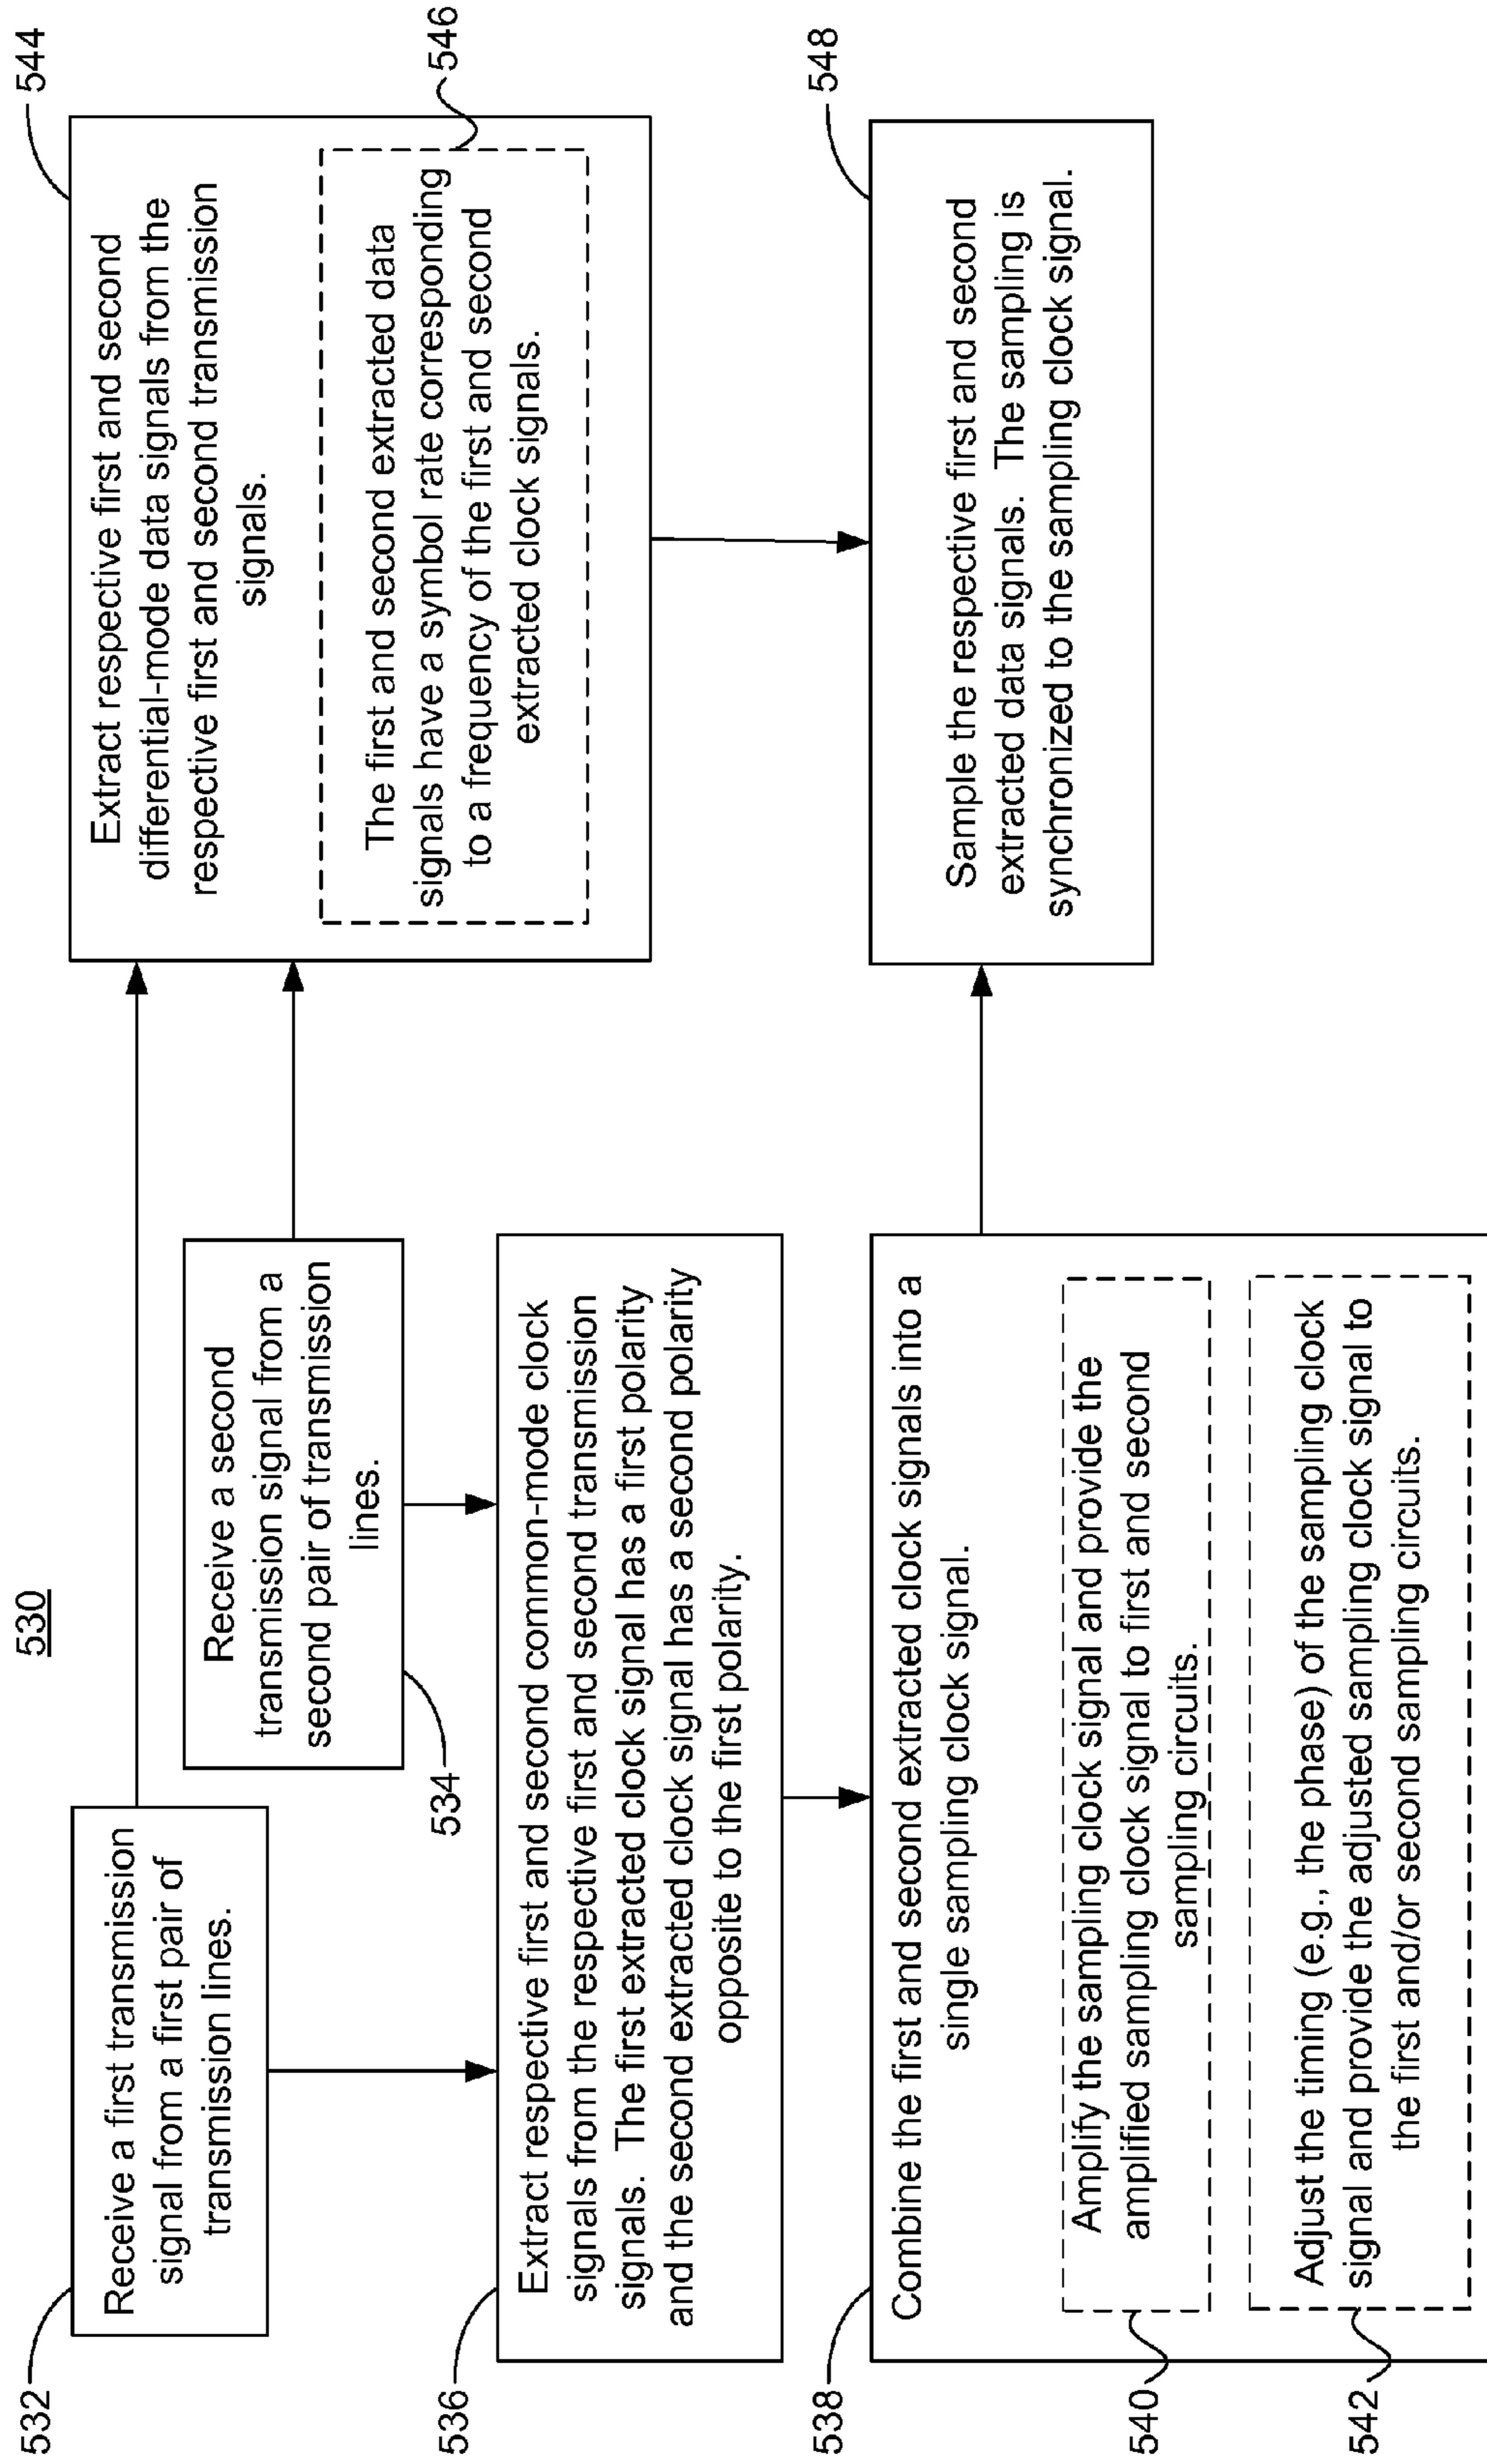 530
532
Receive a first transmission
signal from a first pair of
transmission lines.
Receive a second
transmission signal from a
second pair of transmission
lines.
534
536
Extract respective first and second common-mode clock
signals from the respective first and second transmission
signals.  The first extracted clock signal has a first polarity
and the second extracted clock signal has a second polarity
opposite to the first polarity.
538
Combine the first and second extracted clock signals into a
single sampling clock signal.
540
Amplify the sampling clock signal and provide the
amplified sampling clock signal to first and second
sampling circuits.
542
Adjust the timing (e.g., the phase) of the sampling clock
signal and provide the adjusted sampling clock signal to
the first and/or second sampling circuits.
544
Extract respective first and second
differential-mode data signals from the
respective first and second transmission
signals.
546
The first and second extracted data
signals have a symbol rate corresponding
to a frequency of the first and second
extracted clock signals.
548
Sample the respective first and second
extracted data signals.  The sampling is
synchronized to the sampling clock signal.